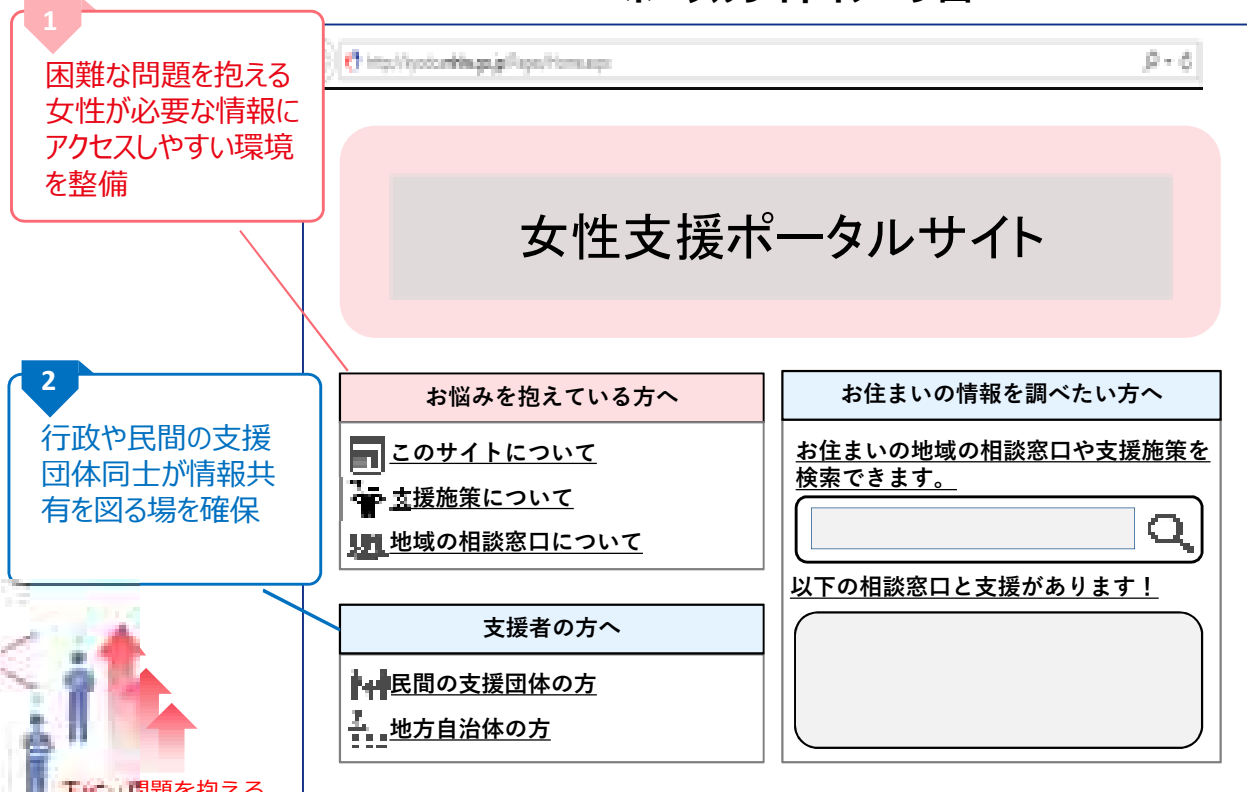 1
困難な問題を抱える
女性が必要な情報に
アクセスしやすい環境
を整備
女性支援ポータルサイト
2
行政や民間の支援
団体同士が情報共
有を図る場を確保
お悩みを抱えている方へ
このサイトについて
支援施策について
地域の相談窓口について
支援者の方へ
民間の支援団体の方
地方自治体の方
お住まいの情報を調べたい方へ
お住まいの地域の相談窓口や支援施策を
検索できます。
以下の相談窓口と支援があります！
問題を抱える